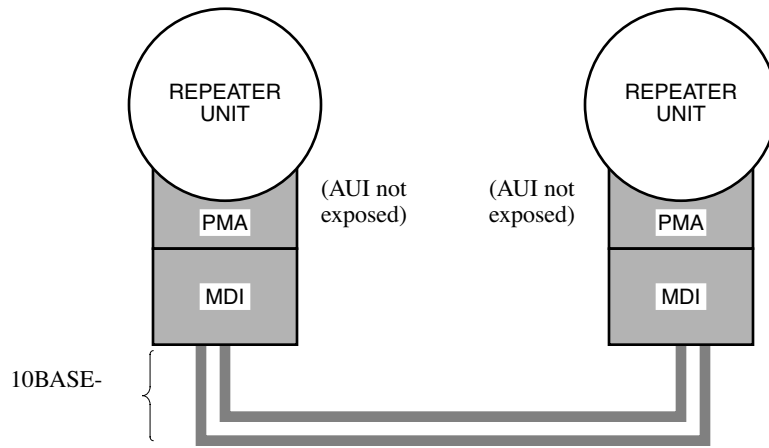 REPEATER
UNIT
REPEATER
UNIT
(AUI not
exposed)
(AUI not
exposed)
PMA
PMA
MDI
MDI
10BASE-